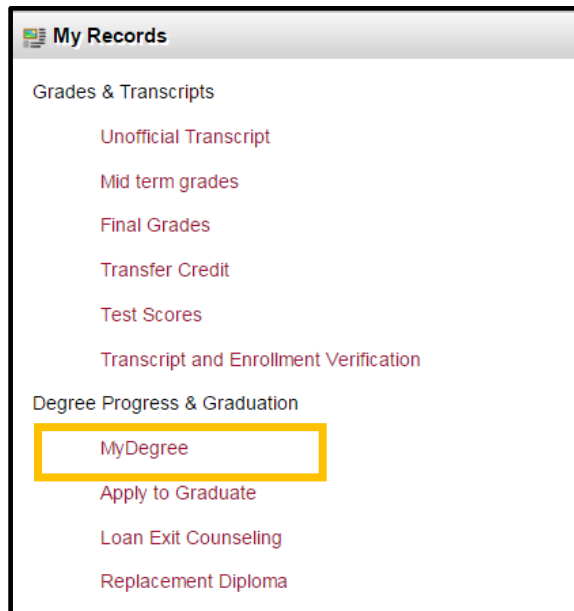 My Records
Grades & Transcripts
Unofficial Transcript
Mid term grades
Final Grades
Transfer Credit
Test Scores
Transcript and Enrollment Verification
Degree Progress & Graduation
MyDegree
Apply to Graduate
Loan Exit Counseling
Replacement Diploma